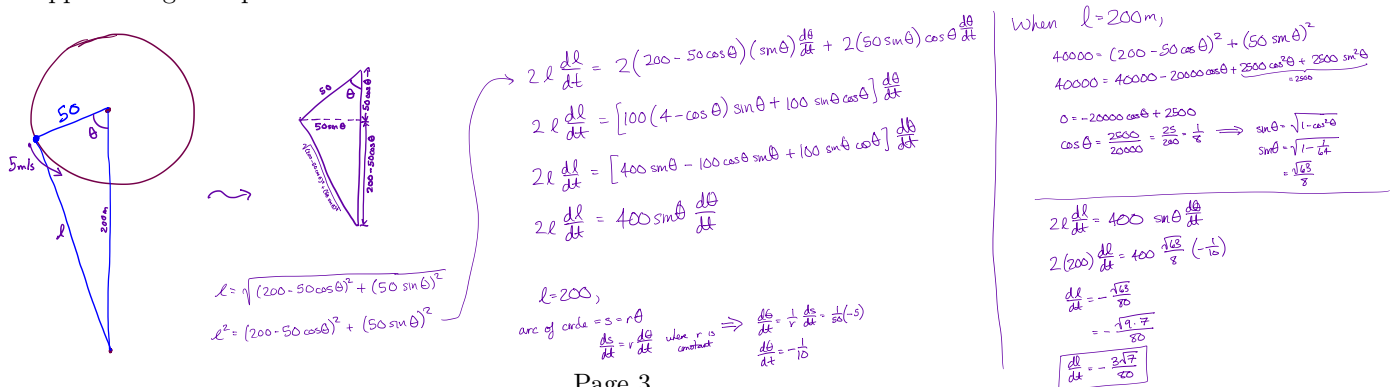 50
θ
5m/s
l
200m
50
θ
50cosθ
50sinθ
200-50cosθ
√(200-50cosθ)²+(50sinθ)²
l = √(200-50cosθ)² + (50 sinθ)²
l² = (200-50cosθ)² + (50 sinθ)²
2l dl/dt = 2(200-50cosθ)(sinθ) dθ/dt + 2(50sinθ) cosθ dθ/dt
2l dl/dt = [100(4-cosθ) sinθ + 100 sinθ cosθ] dθ/dt
2l dl/dt = [400 sinθ - 100 cosθ sinθ + 100 sinθ cosθ] dθ/dt
2l dl/dt = 400 sinθ dθ/dt
l=200,
arc of circle = s = rθ
ds/dt = r dθ/dt where r is constant ⇒ dθ/dt = 1/r ds/dt = 1/50(-5)
dθ/dt = -1/10
When l=200m,
40000 = (200-50cosθ)² + (50 sinθ)²
40000 = 40000 - 20000cosθ + 2500 cos²θ + 2500 sin²θ
=2500
0 = -20000 cosθ + 2500
cosθ = 2500/20000 = 25/200 = 1/8 ⇒ sinθ = √1-cos²θ
sinθ = √1-1/64
= √63/8
2l dl/dt = 400 sinθ dθ/dt
2(200) dl/dt = 400 √63/8 (-1/10)
dl/dt = -√63/80
= -√9·7/80
dl/dt = -3√7/80
Page 3